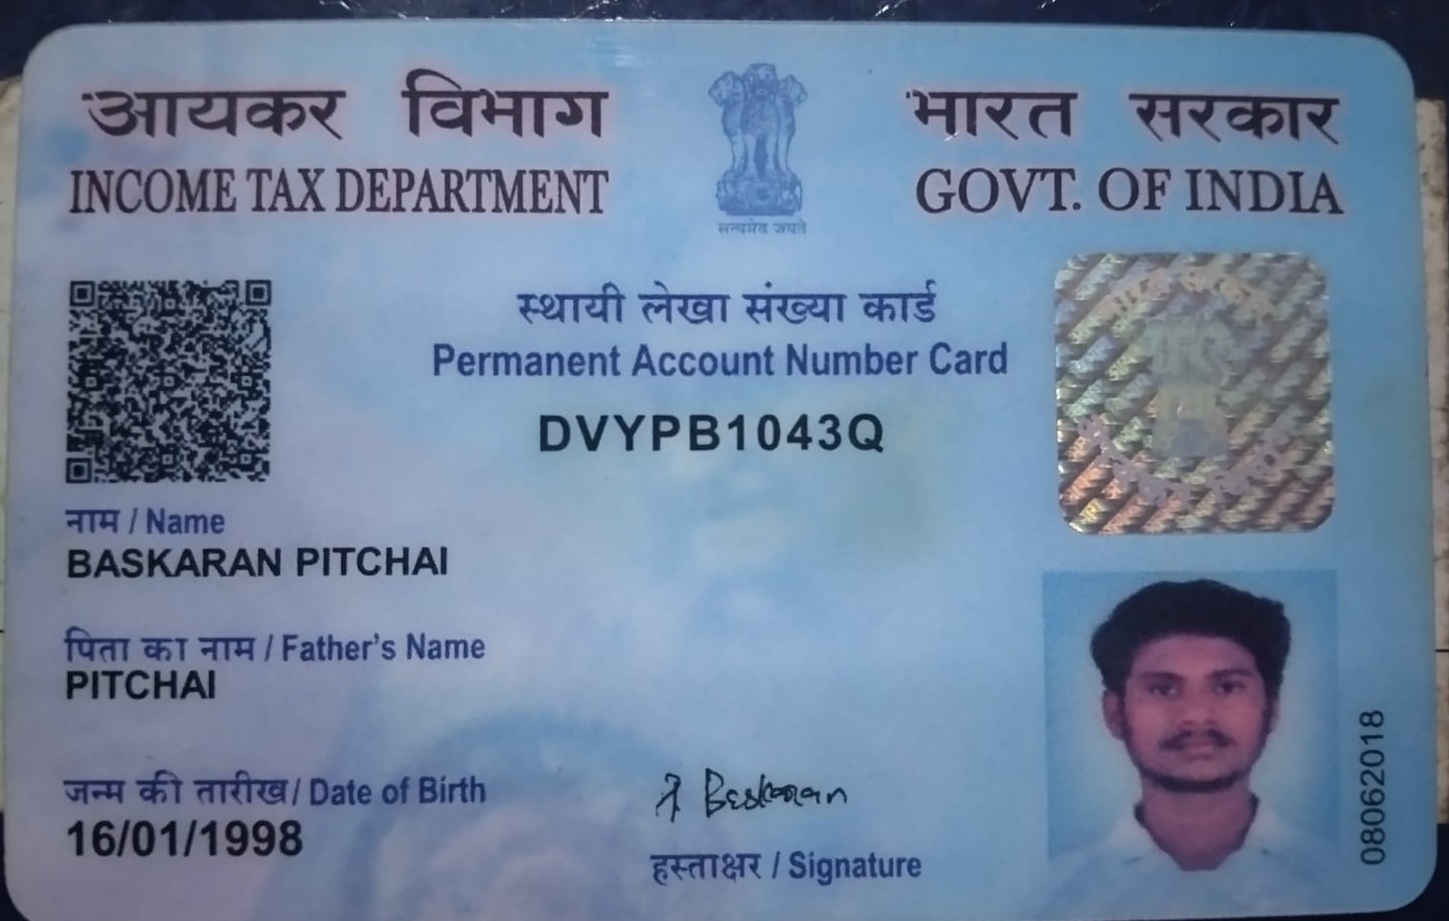 आयकर विभाग
INCOME TAX DEPARTMENT
सत्यमेव जयते
भारत सरकार
GOVT. OF INDIA
स्थायी लेखा संख्या कार्ड
Permanent Account Number Card
DVYPB1043Q
नाम / Name
BASKARAN PITCHAI
पिता का नाम / Father's Name
PITCHAI
जन्म की तारीख / Date of Birth
16/01/1998
Baskaran
हस्ताक्षर / Signature
08062018